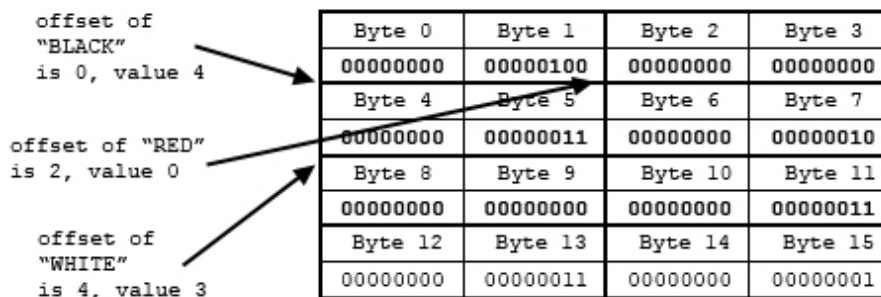 offset of
"BLACK"
is 0, value 4
offset of "RED"
is 2, value 0
offset of
"WHITE"
is 4, value 3
Byte 0 Byte 1 Byte 2 Byte 3
00000000 00000100 00000000 00000000
Byte 4 Byte 5 Byte 6 Byte 7
00000000 00000011 00000000 00000010
Byte 8 Byte 9 Byte 10 Byte 11
00000000 00000000 00000000 00000011
Byte 12 Byte 13 Byte 14 Byte 15
00000000 00000011 00000000 00000001